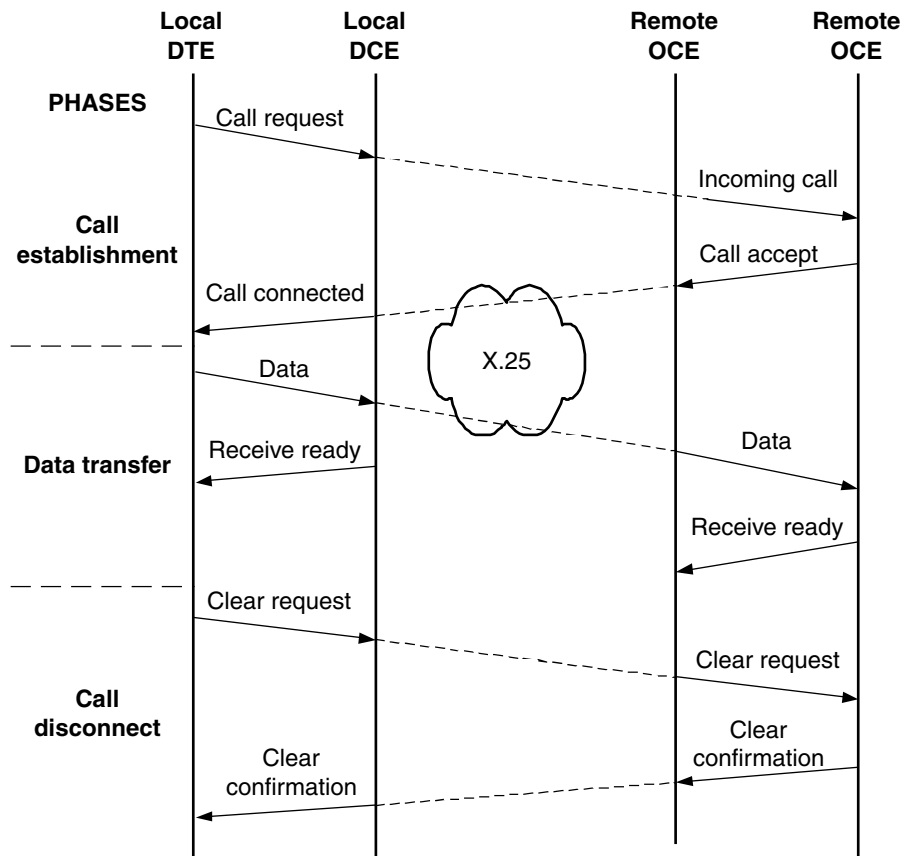 Local
DTE
Local
DCE
Remote
OCE
Remote
OCE
PHASES
Call request
Incoming call
Call
establishment
Call accept
Call connected
X.25
Data
Data
Data transfer
Receive ready
Receive ready
Clear request
Clear request
Call
disconnect
Clear
confirmation
Clear
confirmation